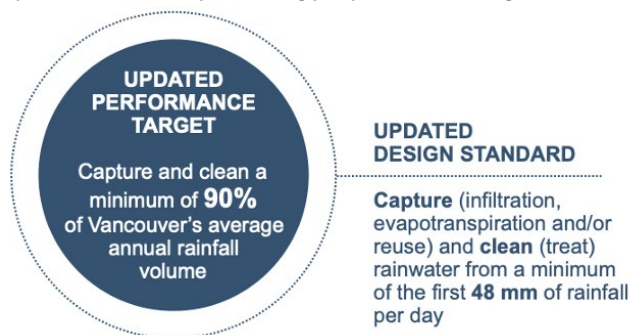 UPDATED
PERFORMANCE
TARGET
Capture and clean a
minimum of 90%
of Vancouver's average
annual rainfall
volume
UPDATED
DESIGN STANDARD
Capture (infiltration,
evapotranspiration and/or
reuse) and clean (treat)
rainwater from a minimum
of the first 48 mm of rainfall
per day